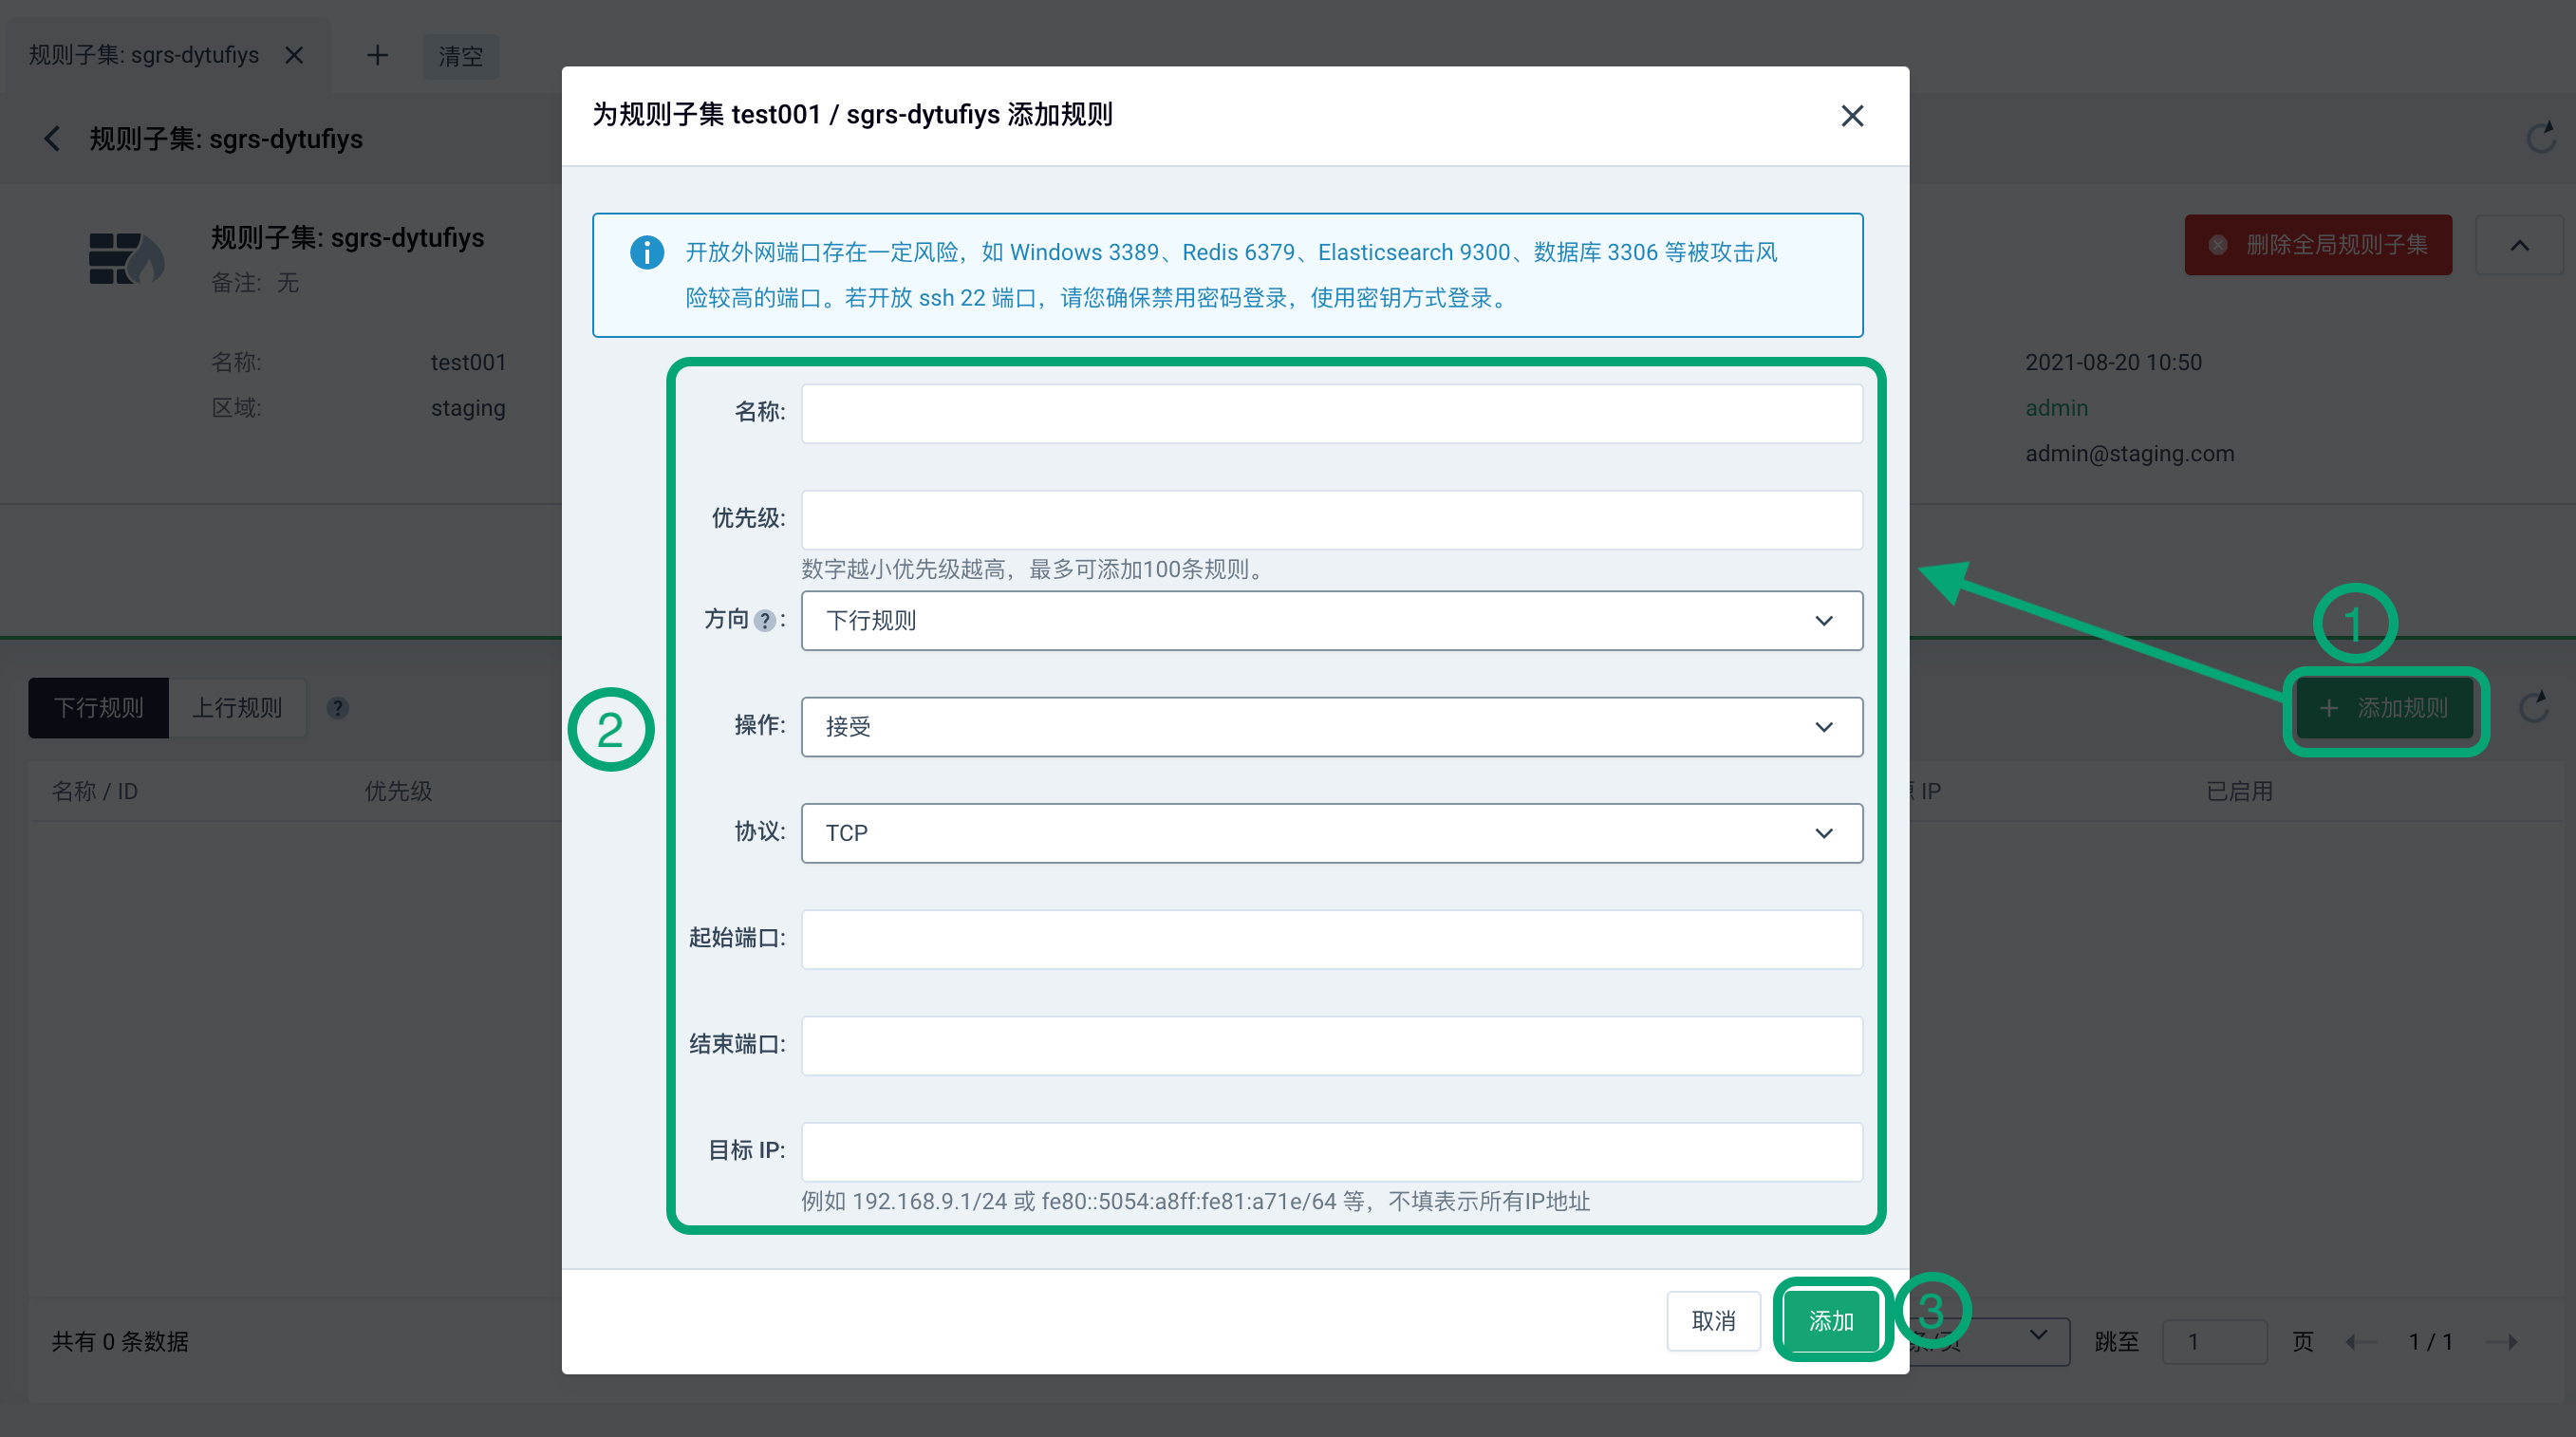 规则子集: sgrs-dytufiys
清空
规则子集: sgrs-dytufiys
规则子集: sgrs-dytufiys
备注: 无
名称: test001
区域: staging
删除全局规则子集
2021-08-20 10:50
admin
admin@staging.com
为规则子集 test001 / sgrs-dytufiys 添加规则
开放外网端口存在一定风险，如 Windows 3389、Redis 6379、Elasticsearch 9300、数据库 3306 等被攻击风
险较高的端口。若开放 ssh 22 端口，请您确保禁用密码登录，使用密钥方式登录。
名称:
优先级:
数字越小优先级越高，最多可添加100条规则。
方向 ? : 下行规则
操作: 接受
协议: TCP
起始端口:
结束端口:
目标 IP:
例如 192.168.9.1/24 或 fe80::5054:a8ff:fe81:a71e/64 等，不填表示所有IP地址
取消 添加
1
2
3
下行规则 上行规则 ?
+ 添加规则
名称 / ID 优先级 IP 已启用
共有 0 条数据
条/页 跳至 1 页 1 / 1